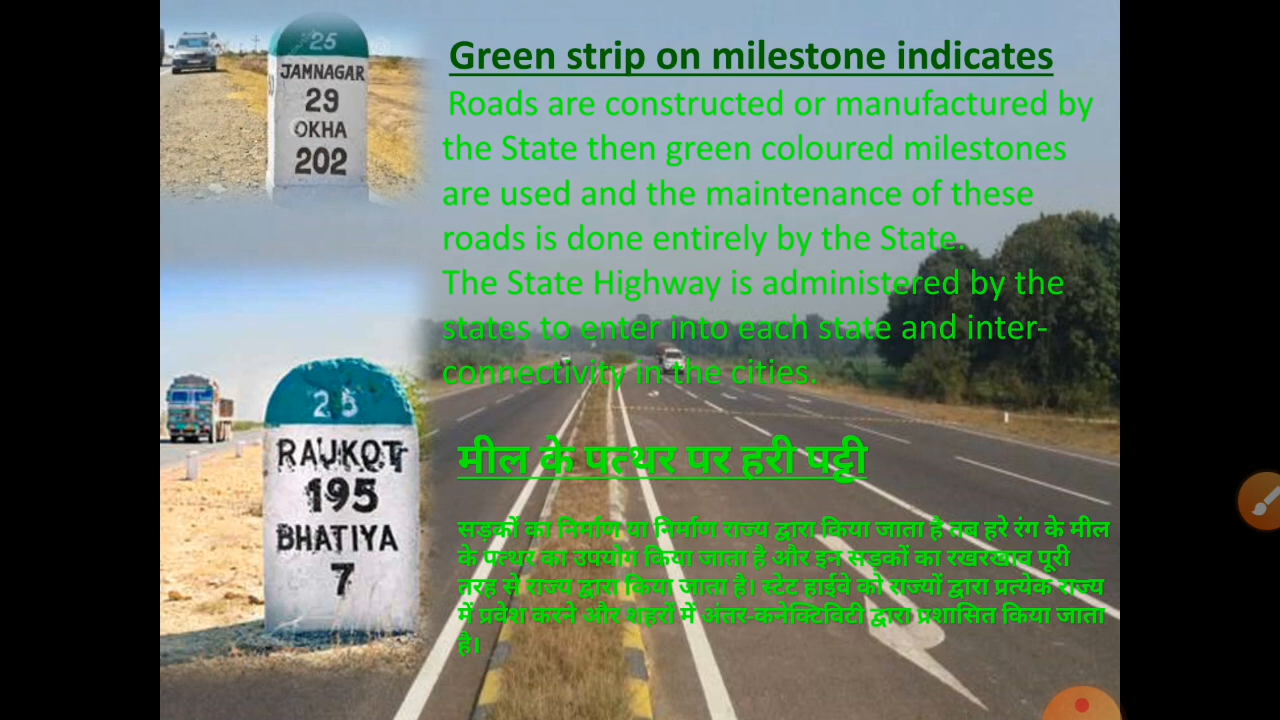 25
JAMNAGAR
29
OKHA
202
25
RAJKOT
195
BHATIYA
7
Green strip on milestone indicates
Roads are constructed or manufactured by
the State then green coloured milestones
are used and the maintenance of these
roads is done entirely by the State.
The State Highway is administered by the
states to enter into each state and inter-
connectivity in the cities.
मील के पत्थर पर हरी पट्टी
सड़कों का निर्माण या निर्माण राज्य द्वारा किया जाता है तब हरे रंग के मील
के पत्थर का उपयोग किया जाता है और इन सड़कों का रखरखाव पूरी
तरह से राज्य द्वारा किया जाता है। स्टेट हाईवे को राज्यों द्वारा प्रत्येक राज्य
में प्रवेश करने और शहरों में अंतर-कनेक्टिविटी द्वारा प्रशासित किया जाता
है।